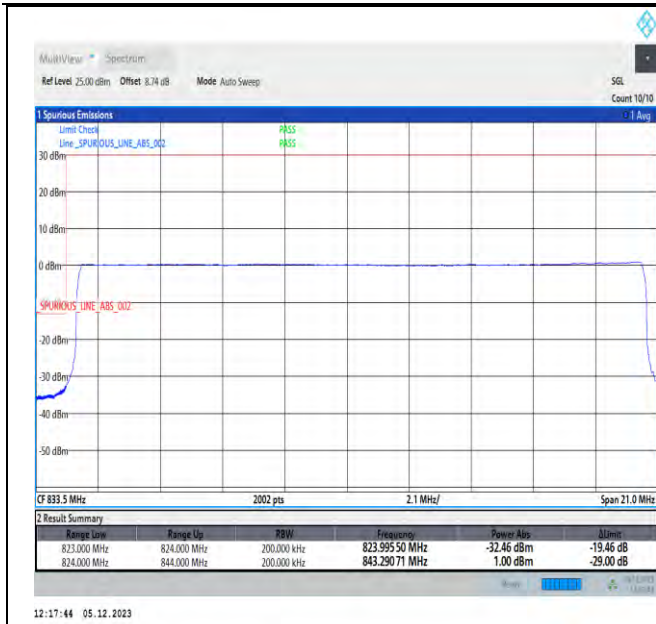 MultiView Spectrum
Ref Level 25.00 dBm Offset 8.74 dB Mode Auto Sweep SGL
Count 10/10
1 Spurious Emissions 1 Avg
Limit Check PASS
Line _SPURIOUS_LINE_ABS_002 PASS
30 dBm
20 dBm
10 dBm
0 dBm
_SPURIOUS_LINE_ABS_002
-20 dBm
-30 dBm
-40 dBm
-50 dBm
CF 833.5 MHz 2002 pts 2.1 MHz/ Span 21.0 MHz
2 Result Summary
Range Low Range Up RBW Frequency Power Abs ΔLimit
823.000 MHz 824.000 MHz 200.000 kHz 823.99550 MHz -32.46 dBm -19.46 dB
824.000 MHz 844.000 MHz 200.000 kHz 843.29071 MHz 1.00 dBm -29.00 dB
12:17:44 05.12.2023